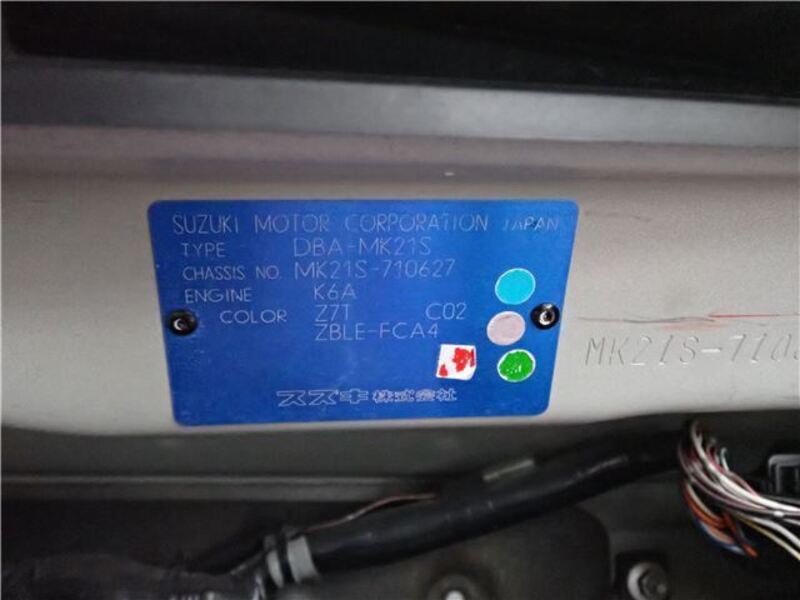 SUZUKI MOTOR CORPORATION JAPAN
TYPE DBA-MK21S
CHASSIS NO. MK21S-710627
ENGINE K6A
COLOR Z7T C02
ZBLE-FCA4
スズキ株式会社